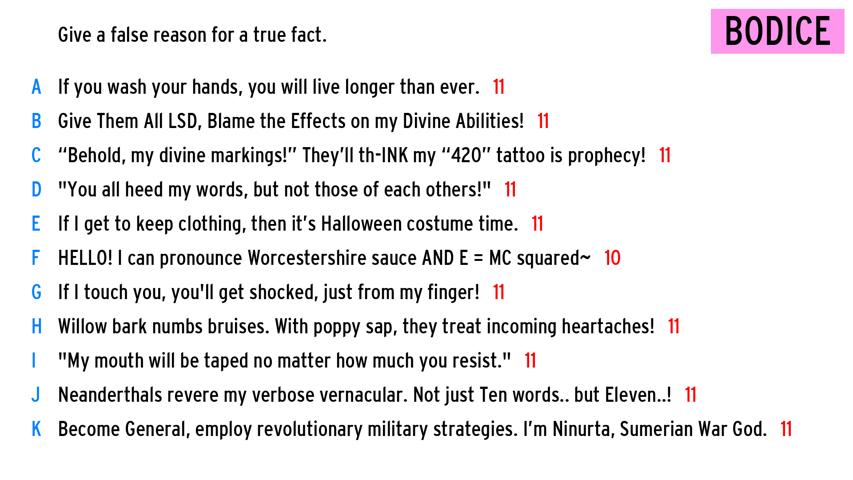 Give a false reason for a true fact.
BODICE
A If you wash your hands, you will live longer than ever. 11
B Give Them All LSD, Blame the Effects on my Divine Abilities! 11
C “Behold, my divine markings!” They’ll th-INK my “420” tattoo is prophecy! 11
D "You all heed my words, but not those of each others!" 11
E If I get to keep clothing, then it’s Halloween costume time. 11
F HELLO! I can pronounce Worcestershire sauce AND E = MC squared~ 10
G If I touch you, you'll get shocked, just from my finger! 11
H Willow bark numbs bruises. With poppy sap, they treat incoming heartaches! 11
I "My mouth will be taped no matter how much you resist." 11
J Neanderthals revere my verbose vernacular. Not just Ten words.. but Eleven..! 11
K Become General, employ revolutionary military strategies. I’m Ninurta, Sumerian War God. 11